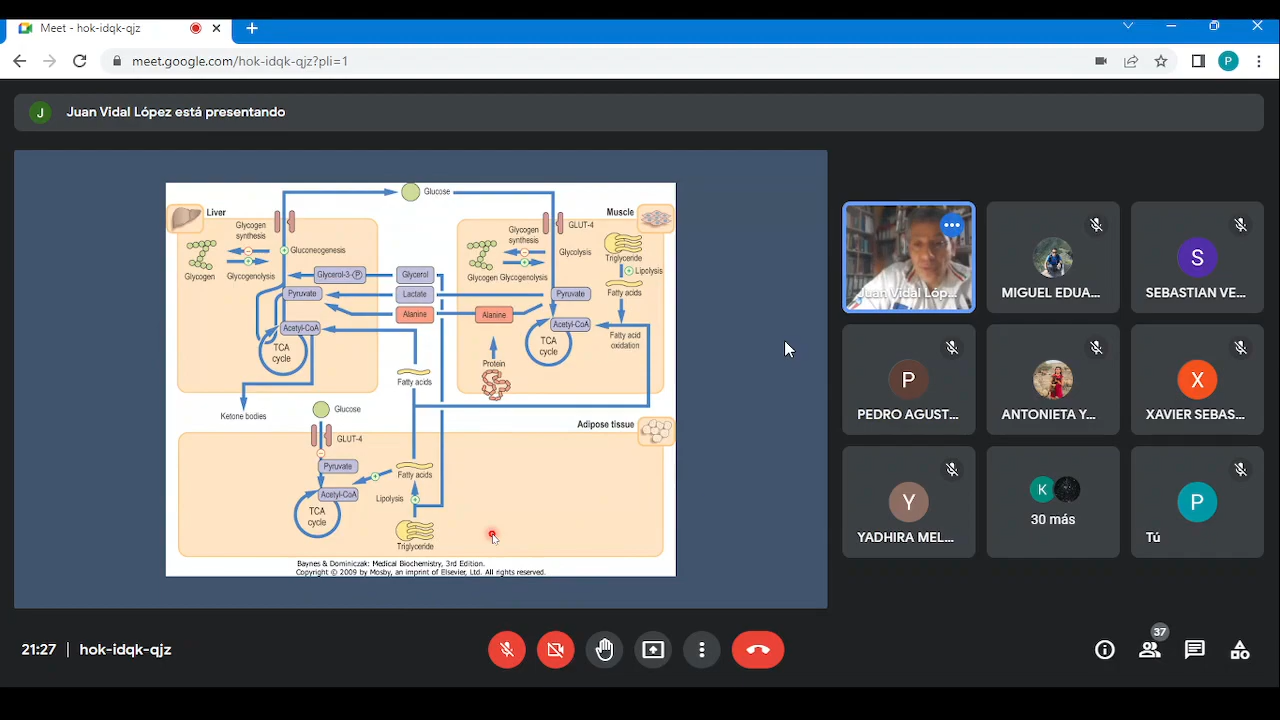 Meet - hok-idqk-qjz
meet.google.com/hok-idqk-qjz?pli=1
P
J
Juan Vidal López está presentando
Glucose
Liver
Muscle
Glycogen
synthesis
Gluconeogenesis
Glycogen
Glycogenolysis
Glycerol-3-P
Glycerol
Pyruvate
Lactate
Alanine
Acetyl-CoA
TCA
cycle
Ketone bodies
Glycogen
synthesis
GLUT-4
Glycolysis
Glycogen
Glycogenolysis
Triglyceride
Lipolysis
Fatty acids
Pyruvate
Alanine
Acetyl-CoA
TCA
cycle
Fatty acid
oxidation
Protein
Fatty acids
Adipose tissue
Glucose
GLUT-4
Pyruvate
Fatty acids
Acetyl-CoA
Lipolysis
TCA
cycle
Triglyceride
Baynes & Dominiczak: Medical Biochemistry, 3rd Edition.
Copyright © 2009 by Mosby, an imprint of Elsevier, Ltd. All rights reserved.
Juan Vidal Lóp...
MIGUEL EDUA...
S
SEBASTIAN VE...
P
PEDRO AGUST...
ANTONIETA Y...
X
XAVIER SEBAS...
Y
YADHIRA MEL...
K
30 más
P
Tú
21:27 | hok-idqk-qjz
37